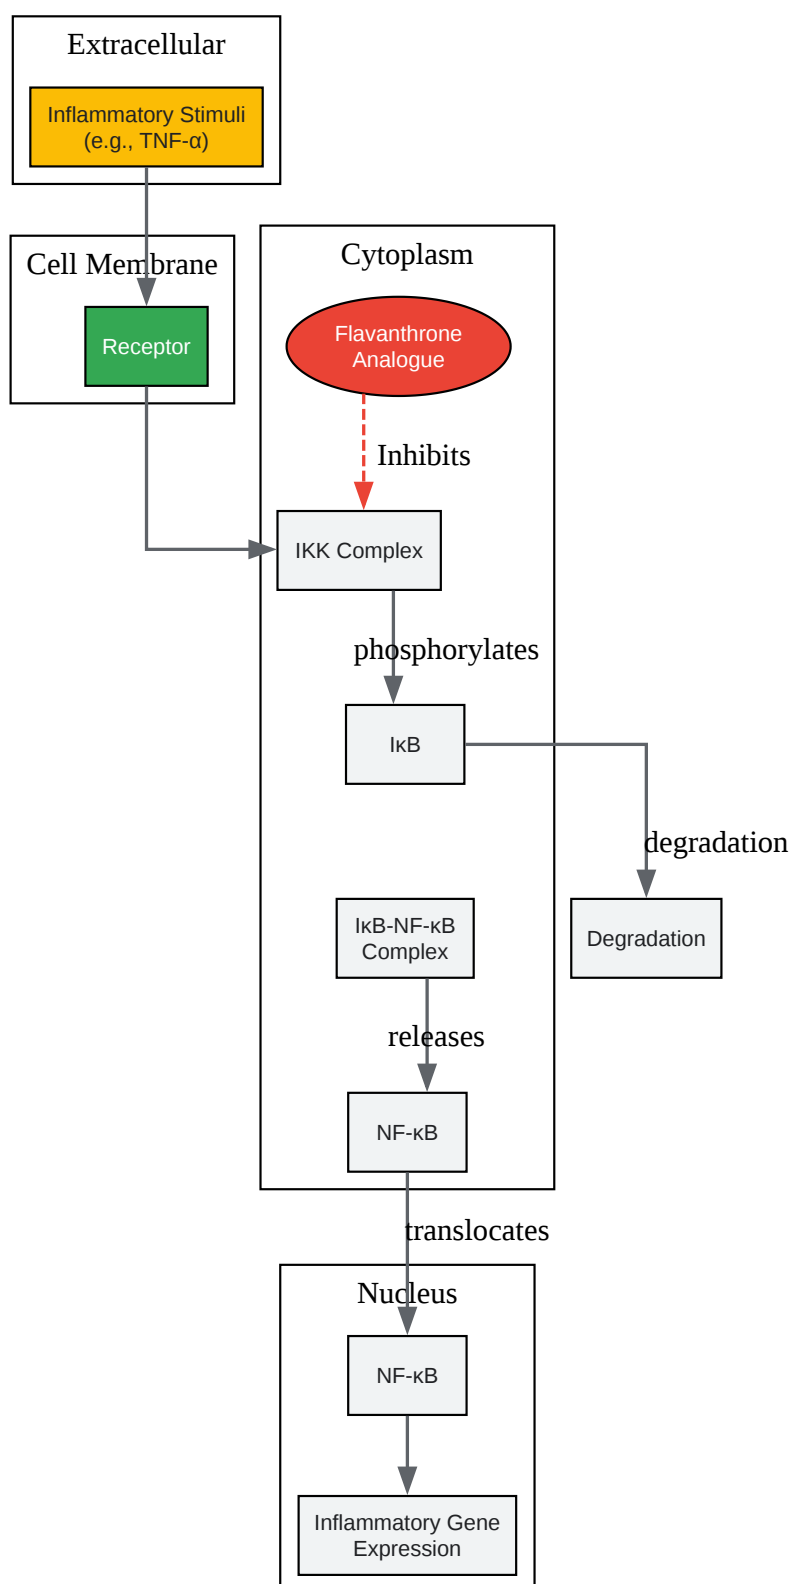 Extracellular
Inflammatory Stimuli
(e.g., TNF-α)
Cell Membrane
Receptor
Cytoplasm
Flavanthrone
Analogue
Inhibits
IKK Complex
phosphorylates
IκB
degradation
IκB-NF-κB
Complex
Degradation
releases
NF-κB
translocates
Nucleus
NF-κB
Inflammatory Gene
Expression